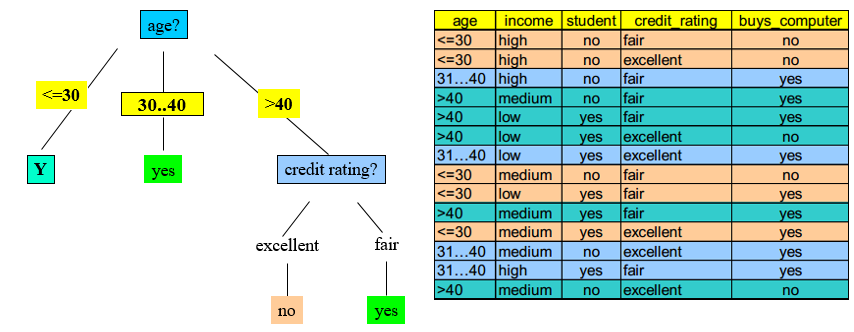 age?
<=30
30..40
>40
Y
yes
credit rating?
excellent
fair
no
yes
age income student credit_rating buys_computer
<=30 high no fair no
<=30 high no excellent no
31…40 high no fair yes
>40 medium no fair yes
>40 low yes fair yes
>40 low yes excellent no
31…40 low yes excellent yes
<=30 medium no fair no
<=30 low yes fair yes
>40 medium yes fair yes
<=30 medium yes excellent yes
31…40 medium no excellent yes
31…40 high yes fair yes
>40 medium no excellent no